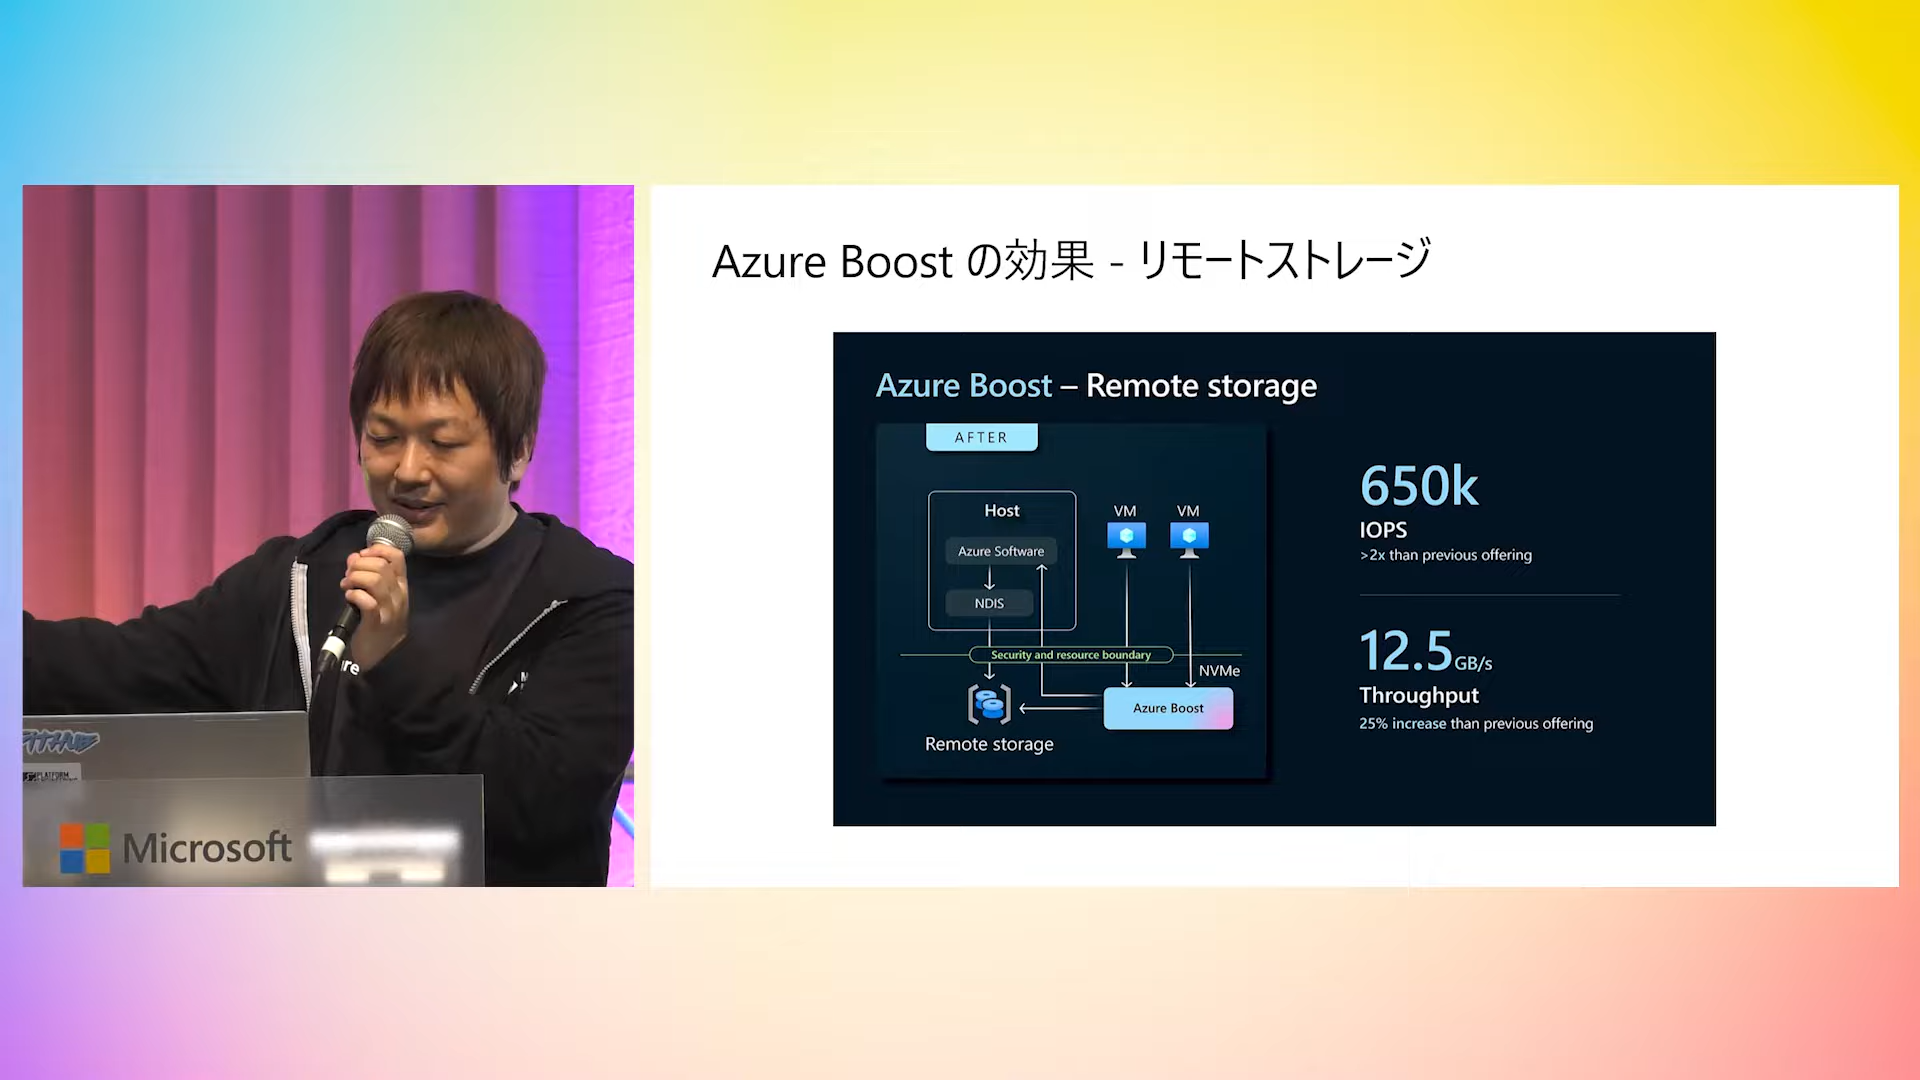 Azure Boost の効果 - リモートストレージ
Azure Boost – Remote storage
AFTER
Host
Azure Software
NDIS
VM
VM
Security and resource boundary
NVMe
Azure Boost
Remote storage
650k
IOPS
>2x than previous offering
12.5GB/s
Throughput
25% increase than previous offering
PLATFORM
Microsoft